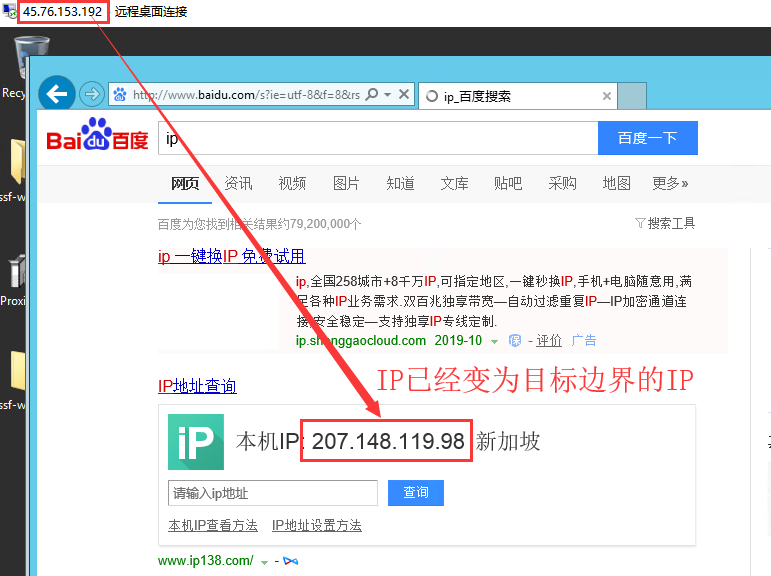 45.76.153.192 远程桌面连接
Recy
http://www.baidu.com/s?ie=utf-8&f=8&rs
ip_百度搜索
Bai du 百度
ip
百度一下
网页 资讯 视频 图片 知道 文库 贴吧 采购 地图 更多»
百度为您找到相关结果约79,200,000个
搜索工具
ssf-w
ip 一键换IP 免费试用
ip,全国258城市+8千万IP,可指定地区,一键秒换IP,手机+电脑随意用,满
足各种IP业务需求.双百兆独享带宽—自动过滤重复IP—IP加密通道连
接,安全稳定—支持独享IP专线定制.
Proxi
ip.shenggaocloud.com 2019-10 保 - 评价 广告
IP已经变为目标边界的IP
IP地址查询
ssf-w
iP
本机IP: 207.148.119.98 新加坡
请输入ip地址
查询
本机IP查看方法 IP地址设置方法
www.ip138.com/ -